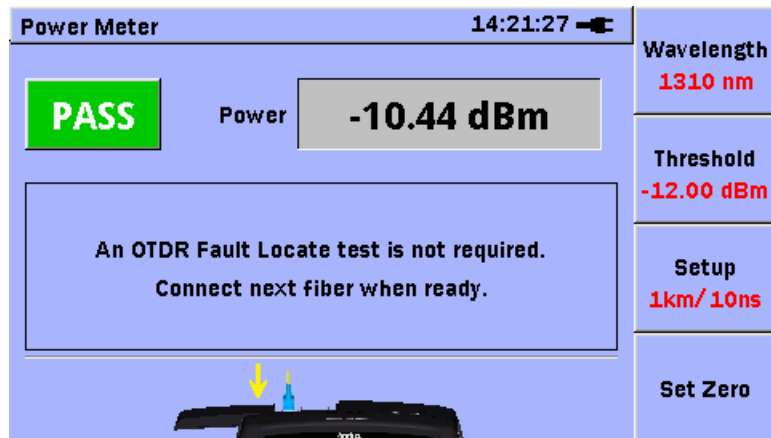 Power Meter
14:21:27
PASS
Power
-10.44 dBm
An OTDR Fault Locate test is not required.
Connect next fiber when ready.
Wavelength
1310 nm
Threshold
-12.00 dBm
Setup
1km/10ns
Set Zero